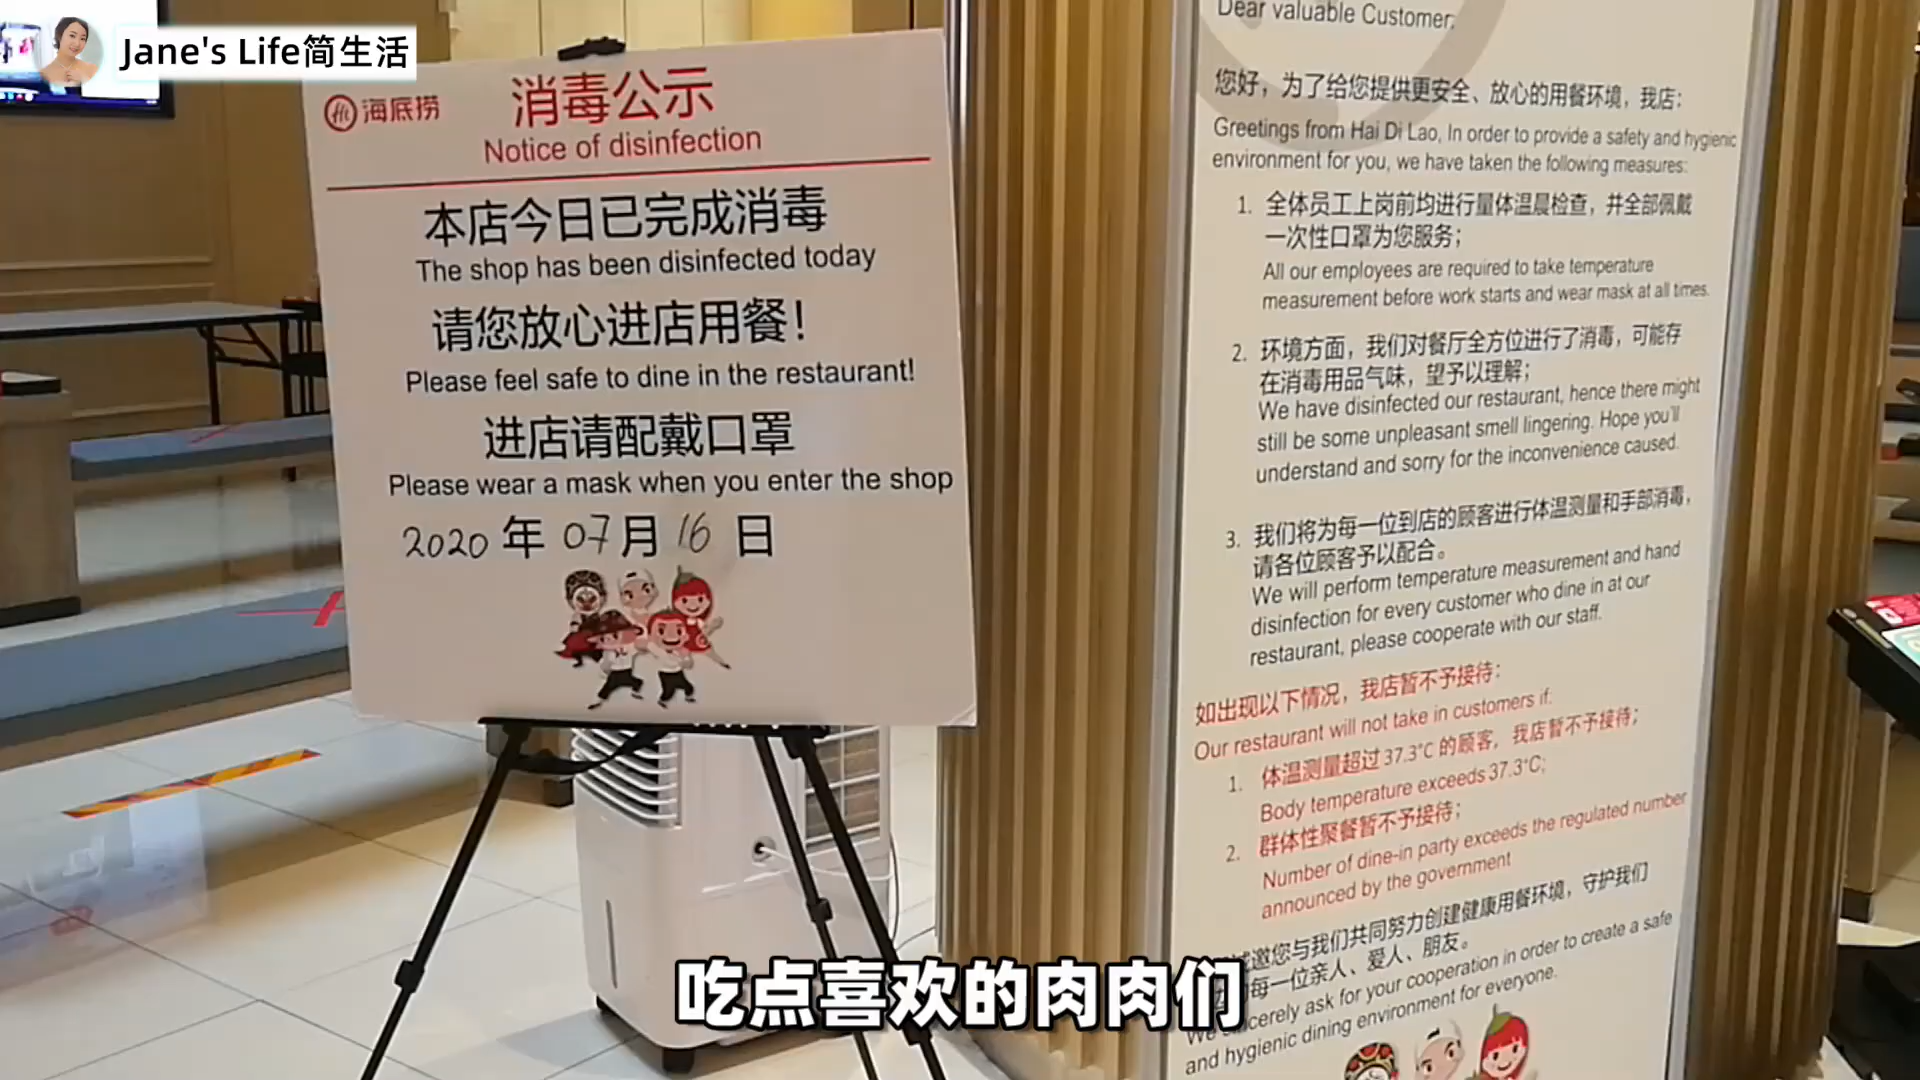 Jane's Life简生活
海底捞
消毒公示
Notice of disinfection
本店今日已完成消毒
The shop has been disinfected today
请您放心进店用餐！
Please feel safe to dine in the restaurant!
进店请配戴口罩
Please wear a mask when you enter the shop
2020 年 07 月 16 日
Dear valuable Customer:
您好，为了给您提供更安全、放心的用餐环境，我店：
Greetings from Hai Di Lao, In order to provide a safety and hygienic
environment for you, we have taken the following measures:
1. 全体员工上岗前均进行量体温晨检查，并全部佩戴
一次性口罩为您服务；
All our employees are required to take temperature
measurement before work starts and wear mask at all times.
2. 环境方面，我们对餐厅全方位进行了消毒，可能存
在消毒用品气味，望予以理解；
We have disinfected our restaurant, hence there might
still be some unpleasant smell lingering. Hope you'll
understand and sorry for the inconvenience caused.
3. 我们将为每一位到店的顾客进行体温测量和手部消毒，
请各位顾客予以配合。
We will perform temperature measurement and hand
disinfection for every customer who dine in at our
restaurant, please cooperate with our staff.
如出现以下情况，我店暂不予接待：
Our restaurant will not take in customers if:
1. 体温测量超过 37.3°C 的顾客，我店暂不予接待；
Body temperature exceeds 37.3°C;
2. 群体性聚餐暂不予接待；
Number of dine-in party exceeds the regulated number
announced by the government
诚邀您与我们共同努力创建健康用餐环境，守护我们
每一位亲人、爱人、朋友。
We sincerely ask for your cooperation in order to create a safe
and hygienic dining environment for everyone.
吃点喜欢的肉肉们